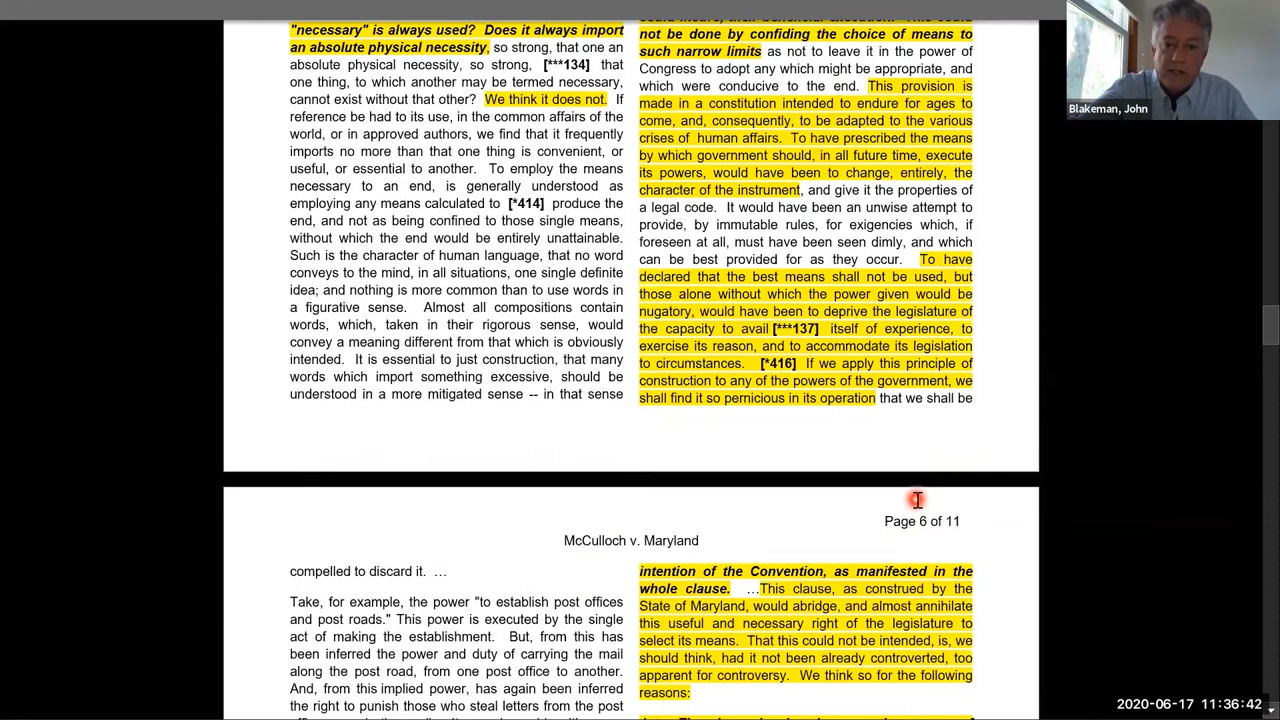 "necessary" is always used? Does it always import
an absolute physical necessity, so strong, that one an
absolute physical necessity, so strong, [***134] that
one thing, to which another may be termed necessary,
cannot exist without that other? We think it does not. If
reference be had to its use, in the common affairs of the
world, or in approved authors, we find that it frequently
imports no more than that one thing is convenient, or
useful, or essential to another. To employ the means
necessary to an end, is generally understood as
employing any means calculated to [*414] produce the
end, and not as being confined to those single means,
without which the end would be entirely unattainable.
Such is the character of human language, that no word
conveys to the mind, in all situations, one single definite
idea; and nothing is more common than to use words in
a figurative sense. Almost all compositions contain
words, which, taken in their rigorous sense, would
convey a meaning different from that which is obviously
intended. It is essential to just construction, that many
words which import something excessive, should be
understood in a more mitigated sense -- in that sense
could insure, their beneficial execution. This could
not be done by confiding the choice of means to
such narrow limits as not to leave it in the power of
Congress to adopt any which might be appropriate, and
which were conducive to the end. This provision is
made in a constitution intended to endure for ages to
come, and, consequently, to be adapted to the various
crises of human affairs. To have prescribed the means
by which government should, in all future time, execute
its powers, would have been to change, entirely, the
character of the instrument, and give it the properties of
a legal code. It would have been an unwise attempt to
provide, by immutable rules, for exigencies which, if
foreseen at all, must have been seen dimly, and which
can be best provided for as they occur. To have
declared that the best means shall not be used, but
those alone without which the power given would be
nugatory, would have been to deprive the legislature of
the capacity to avail [***137] itself of experience, to
exercise its reason, and to accommodate its legislation
to circumstances. [*416] If we apply this principle of
construction to any of the powers of the government, we
shall find it so pernicious in its operation that we shall be
Blakeman, John
Page 6 of 11
McCulloch v. Maryland
compelled to discard it. …
Take, for example, the power "to establish post offices
and post roads." This power is executed by the single
act of making the establishment. But, from this has
been inferred the power and duty of carrying the mail
along the post road, from one post office to another.
And, from this implied power, has again been inferred
the right to punish those who steal letters from the post
intention of the Convention, as manifested in the
whole clause. …This clause, as construed by the
State of Maryland, would abridge, and almost annihilate
this useful and necessary right of the legislature to
select its means. That this could not be intended, is, we
should think, had it not been already controverted, too
apparent for controversy. We think so for the following
reasons:
2020-06-17 11:36:42